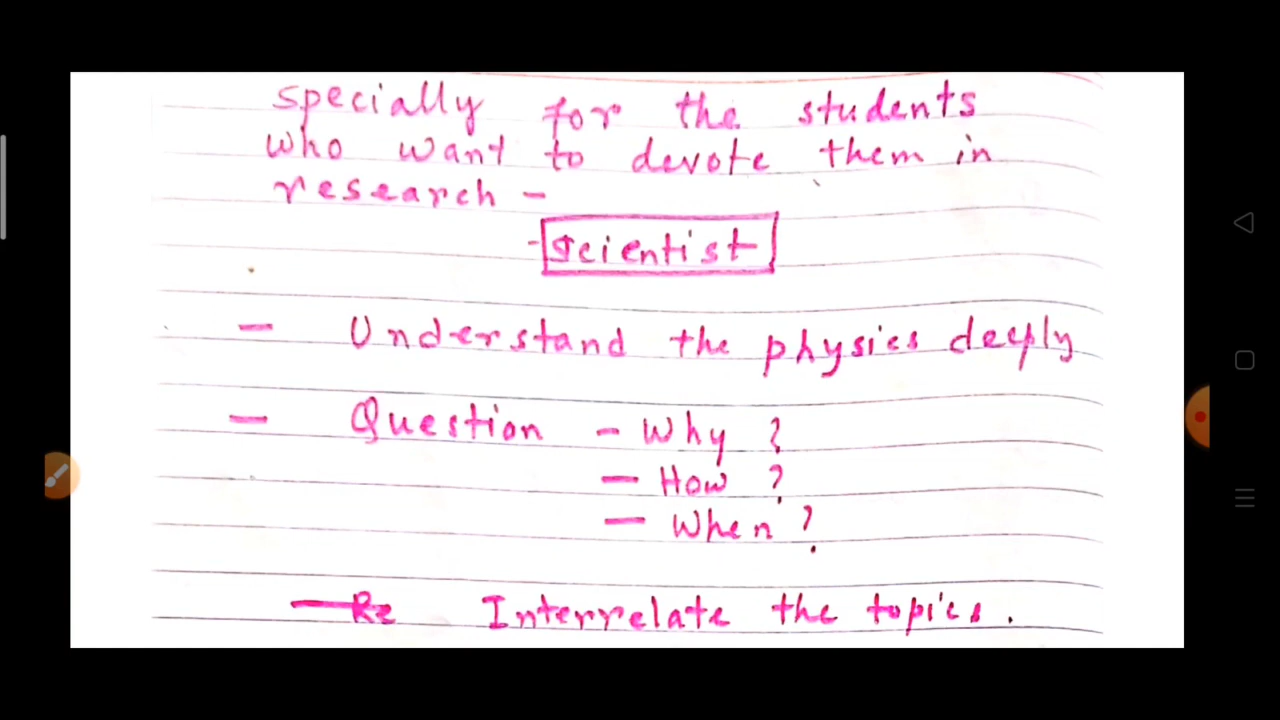 specially for the students
who want to devote them in
research -
- scientist
- Understand the physics deeply
- Question - Why ?
- How ?
- When ?
- Re Interrelate the topics.